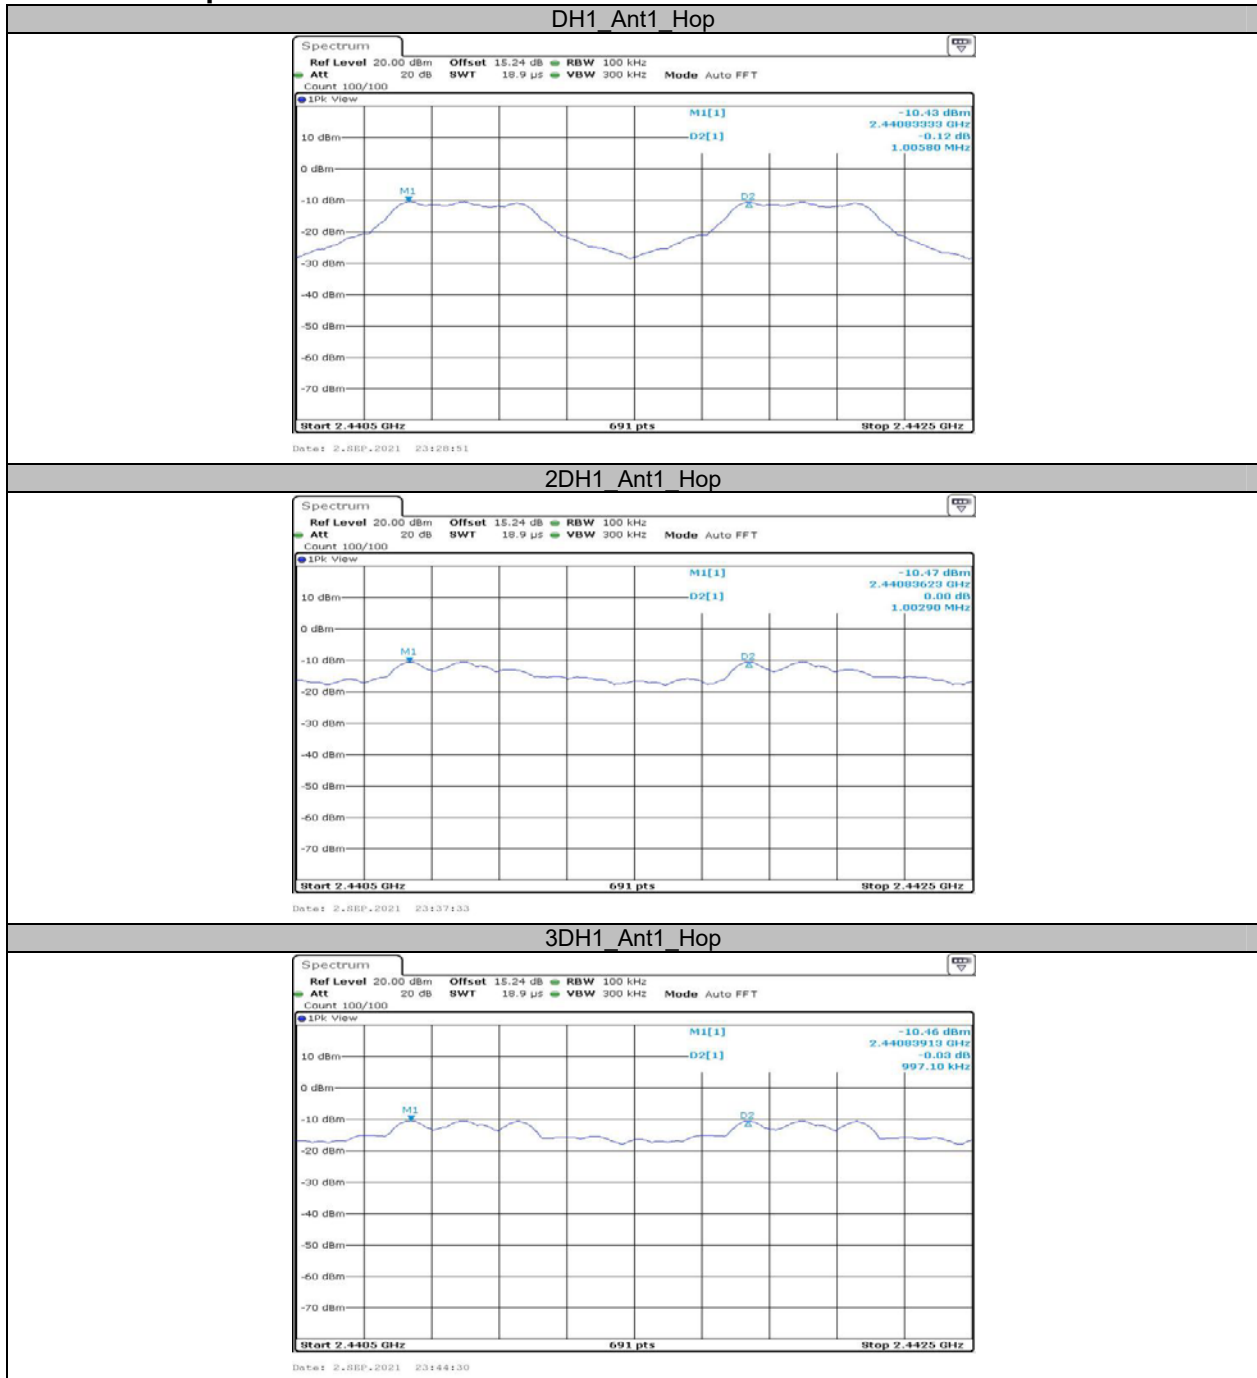 DH1_Ant1_Hop
Spectrum
Ref Level 20.00 dBm Offset 15.24 dB RBW 100 kHz
Att 20 dB SWT 18.9 µs VBW 300 kHz Mode Auto FFT
Count 100/100
1Pk View
M1[1] -10.43 dBm
2.44083333 GHz
10 dBm D2[1] -0.12 dB
1.00580 MHz
0 dBm
M1 D2
-10 dBm
-20 dBm
-30 dBm
-40 dBm
-50 dBm
-60 dBm
-70 dBm
Start 2.4405 GHz 691 pts Stop 2.4425 GHz
Date: 2.SEP.2021 23:28:51
2DH1_Ant1_Hop
Spectrum
Ref Level 20.00 dBm Offset 15.24 dB RBW 100 kHz
Att 20 dB SWT 18.9 µs VBW 300 kHz Mode Auto FFT
Count 100/100
1Pk View
M1[1] -10.47 dBm
2.44083623 GHz
10 dBm D2[1] 0.00 dB
1.00290 MHz
0 dBm
M1 D2
-10 dBm
-20 dBm
-30 dBm
-40 dBm
-50 dBm
-60 dBm
-70 dBm
Start 2.4405 GHz 691 pts Stop 2.4425 GHz
Date: 2.SEP.2021 23:37:33
3DH1_Ant1_Hop
Spectrum
Ref Level 20.00 dBm Offset 15.24 dB RBW 100 kHz
Att 20 dB SWT 18.9 µs VBW 300 kHz Mode Auto FFT
Count 100/100
1Pk View
M1[1] -10.46 dBm
2.44083913 GHz
10 dBm D2[1] -0.03 dB
997.10 kHz
0 dBm
M1 D2
-10 dBm
-20 dBm
-30 dBm
-40 dBm
-50 dBm
-60 dBm
-70 dBm
Start 2.4405 GHz 691 pts Stop 2.4425 GHz
Date: 2.SEP.2021 23:44:30